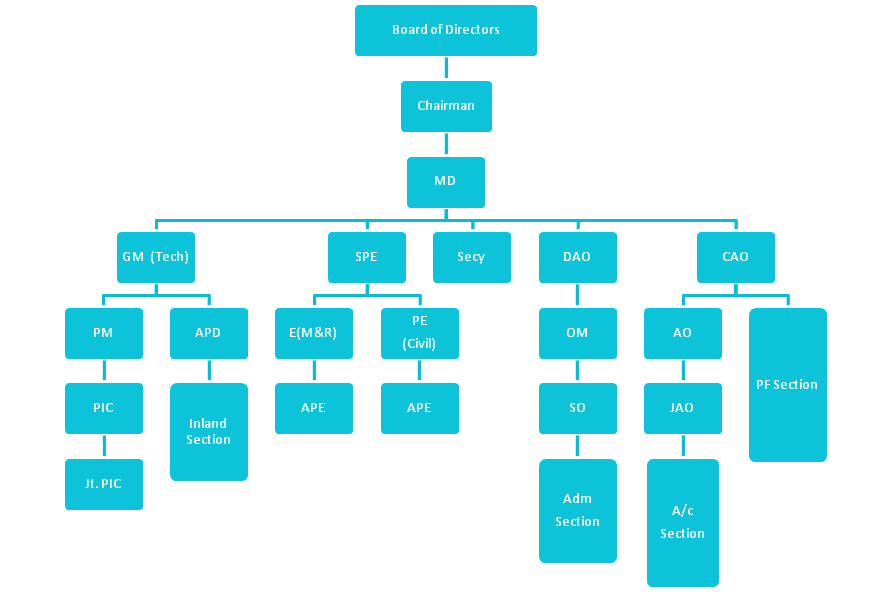 Board of Directors
Chairman
MD
GM (Tech)
SPE
Secy
DAO
CAO
PM
APD
E(M&R)
PE
(Civil)
OM
AO
PF Section
PIC
Inland
Section
APE
APE
SO
JAO
Jt. PIC
Adm
Section
A/c
Section